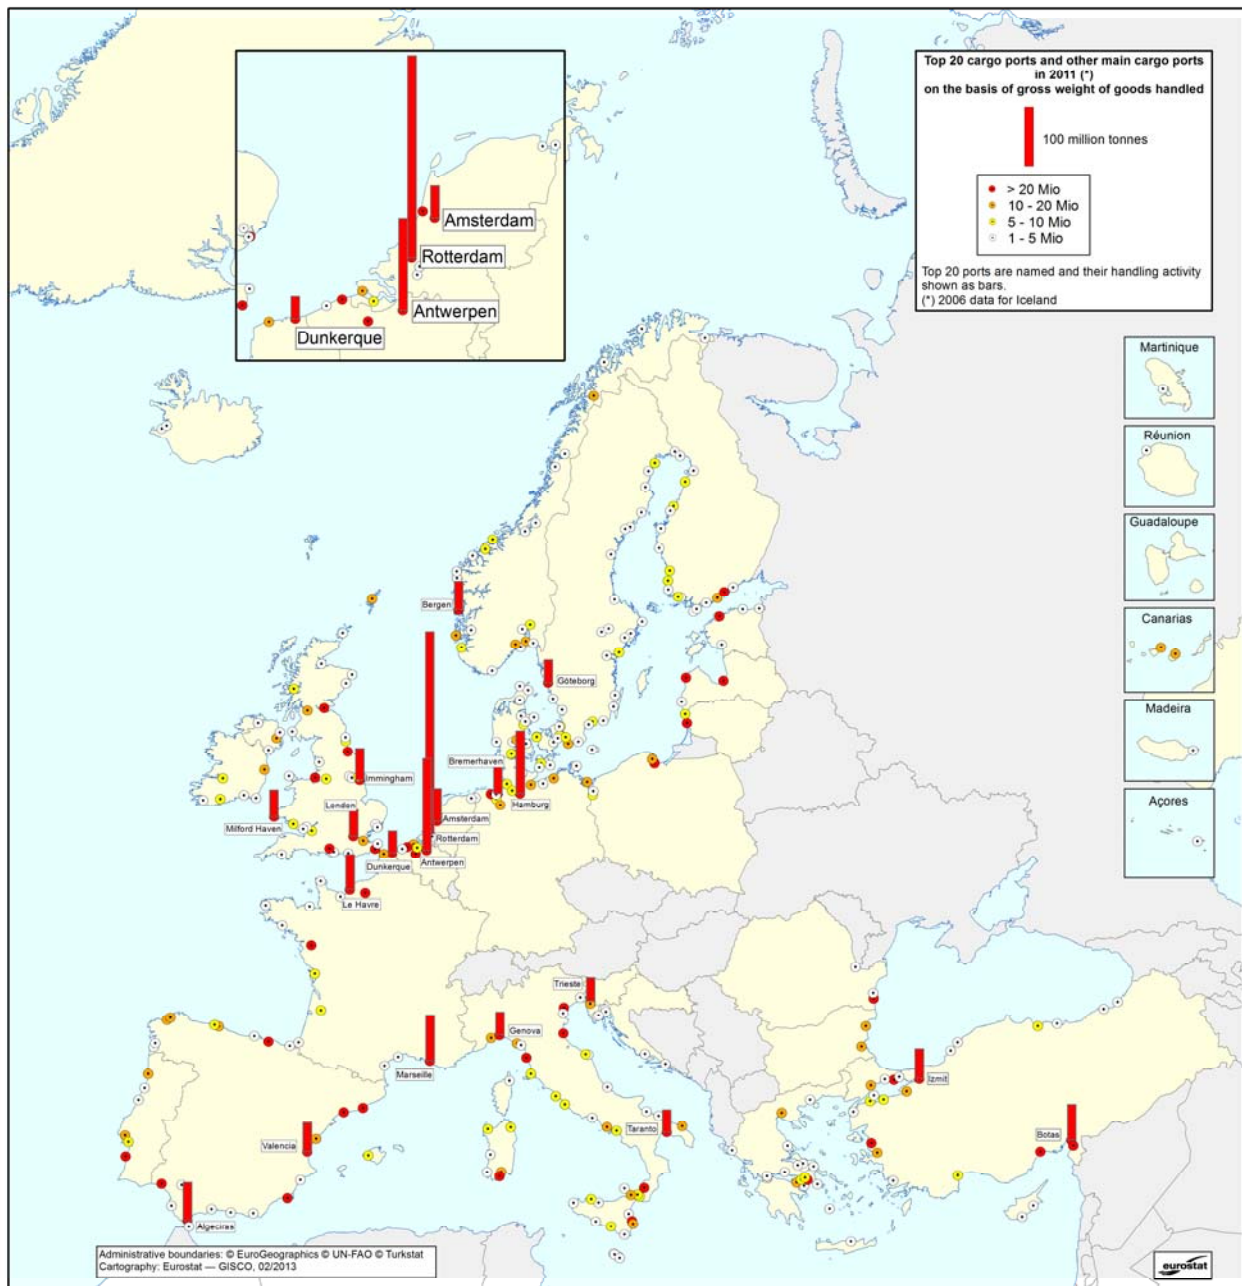 Top 20 cargo ports and other main cargo ports
in 2011 (*)
on the basis of gross weight of goods handled
100 million tonnes
> 20 Mio
10 - 20 Mio
5 - 10 Mio
1 - 5 Mio
Top 20 ports are named and their handling activity
shown as bars.
(*) 2006 data for Iceland
Amsterdam
Rotterdam
Antwerpen
Dunkerque
Martinique
Réunion
Guadaloupe
Canarias
Madeira
Açores
Bergen
Göteborg
Bremerhaven
Immingham
Hamburg
London
Milford Haven
Amsterdam
Rotterdam
Dunkerque
Antwerpen
Le Havre
Trieste
Genova
Marseille
Izmit
Taranto
Botas
Valencia
Algeciras
Administrative boundaries: © EuroGeographics © UN-FAO © Turkstat
Cartography: Eurostat — GISCO, 02/2013
eurostat